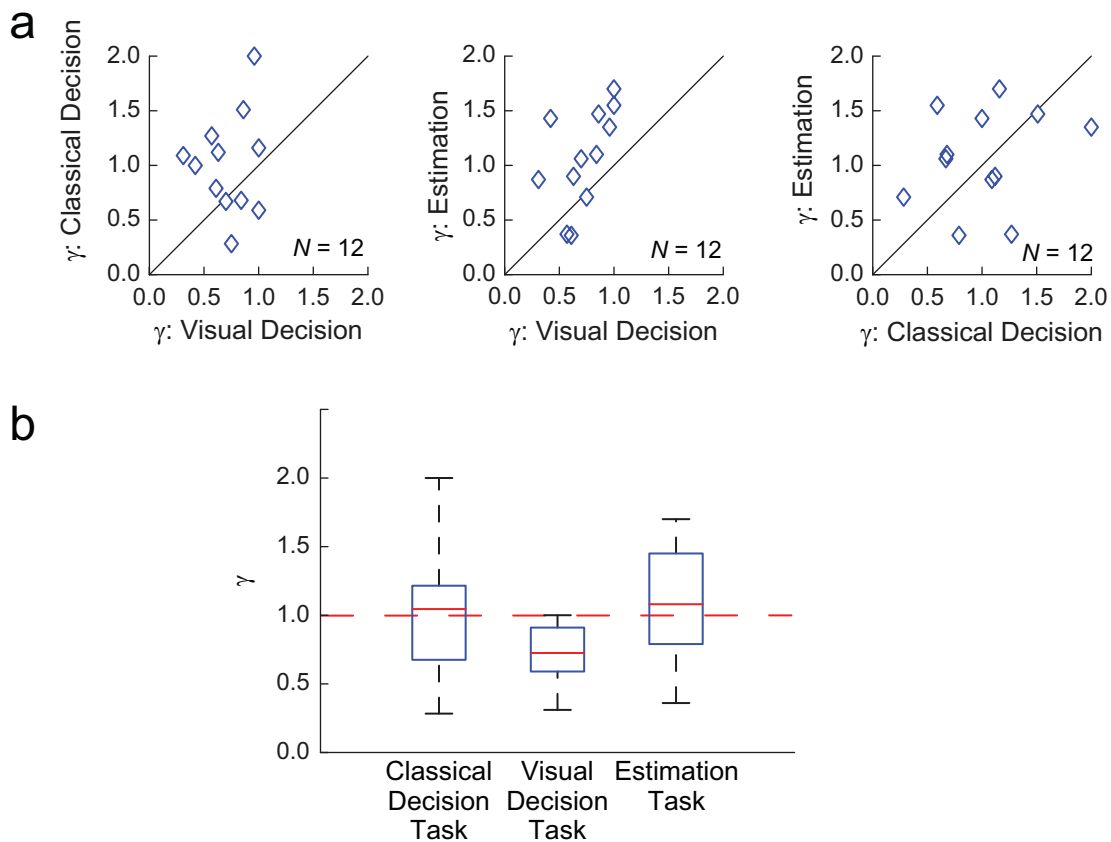 a
2.0
1.5
1.0
0.5
0.0
γ: Classical Decision
N = 12
0.0 0.5 1.0 1.5 2.0
γ: Visual Decision
2.0
1.5
1.0
0.5
0.0
γ: Estimation
N = 12
0.0 0.5 1.0 1.5 2.0
γ: Visual Decision
2.0
1.5
1.0
0.5
0.0
γ: Estimation
N = 12
0.0 0.5 1.0 1.5 2.0
γ: Classical Decision
b
2.0
1.5
1.0
0.5
0.0
γ
Classical
Decision
Task
Visual
Decision
Task
Estimation
Task